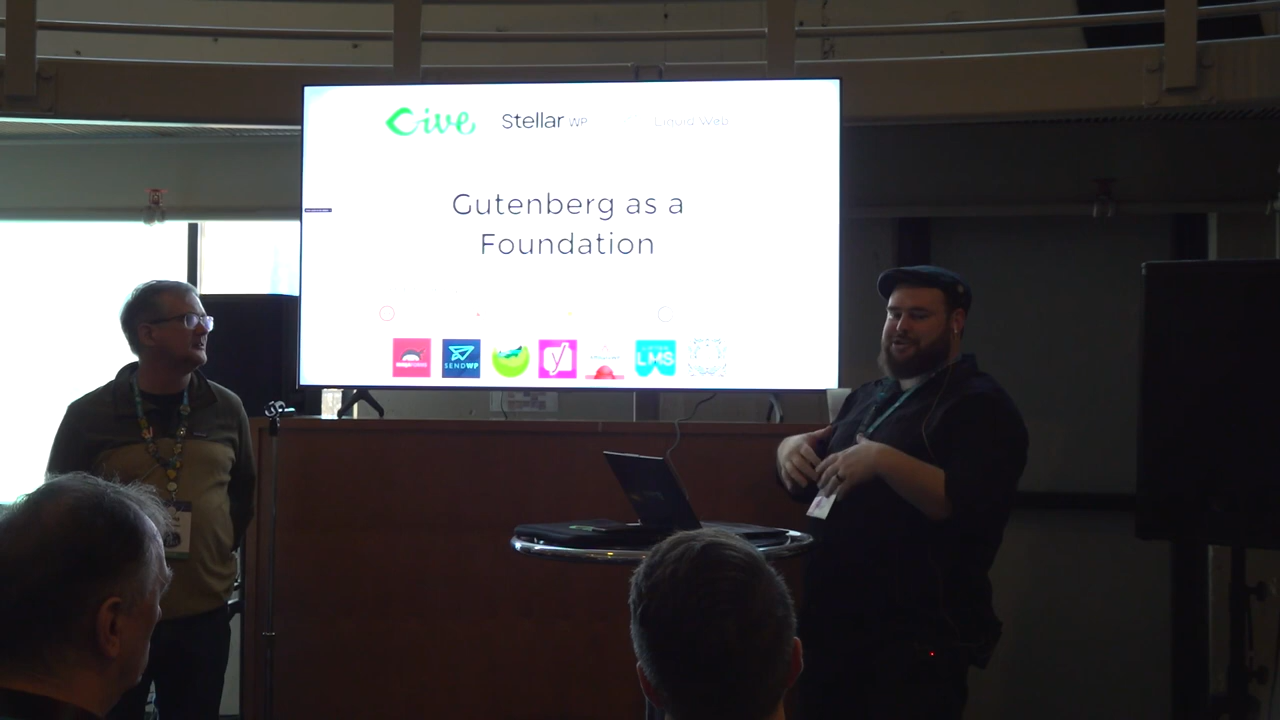 Give Stellar WP Liquid Web
Gutenberg as a
Foundation
SENDWP
y
LMS